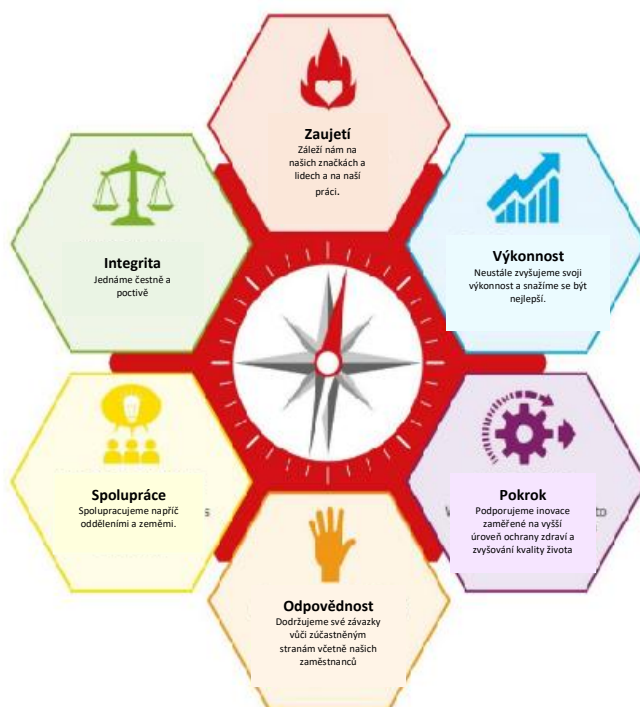 Zaujetí
Záleží nám na
našich značkách a
lidech a na naší
práci.
Integrita
Jednáme čestně a
poctivě
Výkonnost
Neustále zvyšujeme svoji
výkonnost a snažíme se být
nejlepší.
Spolupráce
Spolupracujeme napříč
odděleními a zeměmi.
Pokrok
Podporujeme inovace
zaměřené na vyšší
úroveň ochrany zdraví a
zvyšování kvality života
Odpovědnost
Dodržujeme své závazky
vůči zúčastněným
stranám včetně našich
zaměstnanců